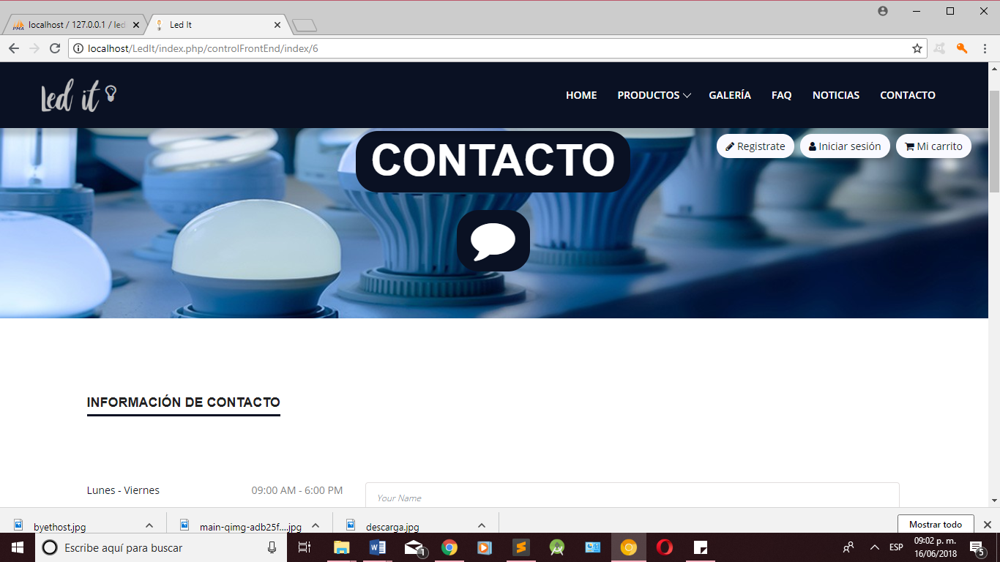 localhost / 127.0.0.1 / led
Led It
localhost/LedIt/index.php/controlFrontEnd/index/6
Led it
HOME
PRODUCTOS
GALERÍA
FAQ
NOTICIAS
CONTACTO
Registrate
Iniciar sesión
Mi carrito
CONTACTO
INFORMACIÓN DE CONTACTO
Lunes - Viernes
09:00 AM - 6:00 PM
Your Name
byethost.jpg
main-qimg-adb25f....jpg
descarga.jpg
Mostrar todo
Escribe aquí para buscar
1
ESP
09:02 p. m.
16/06/2018
5